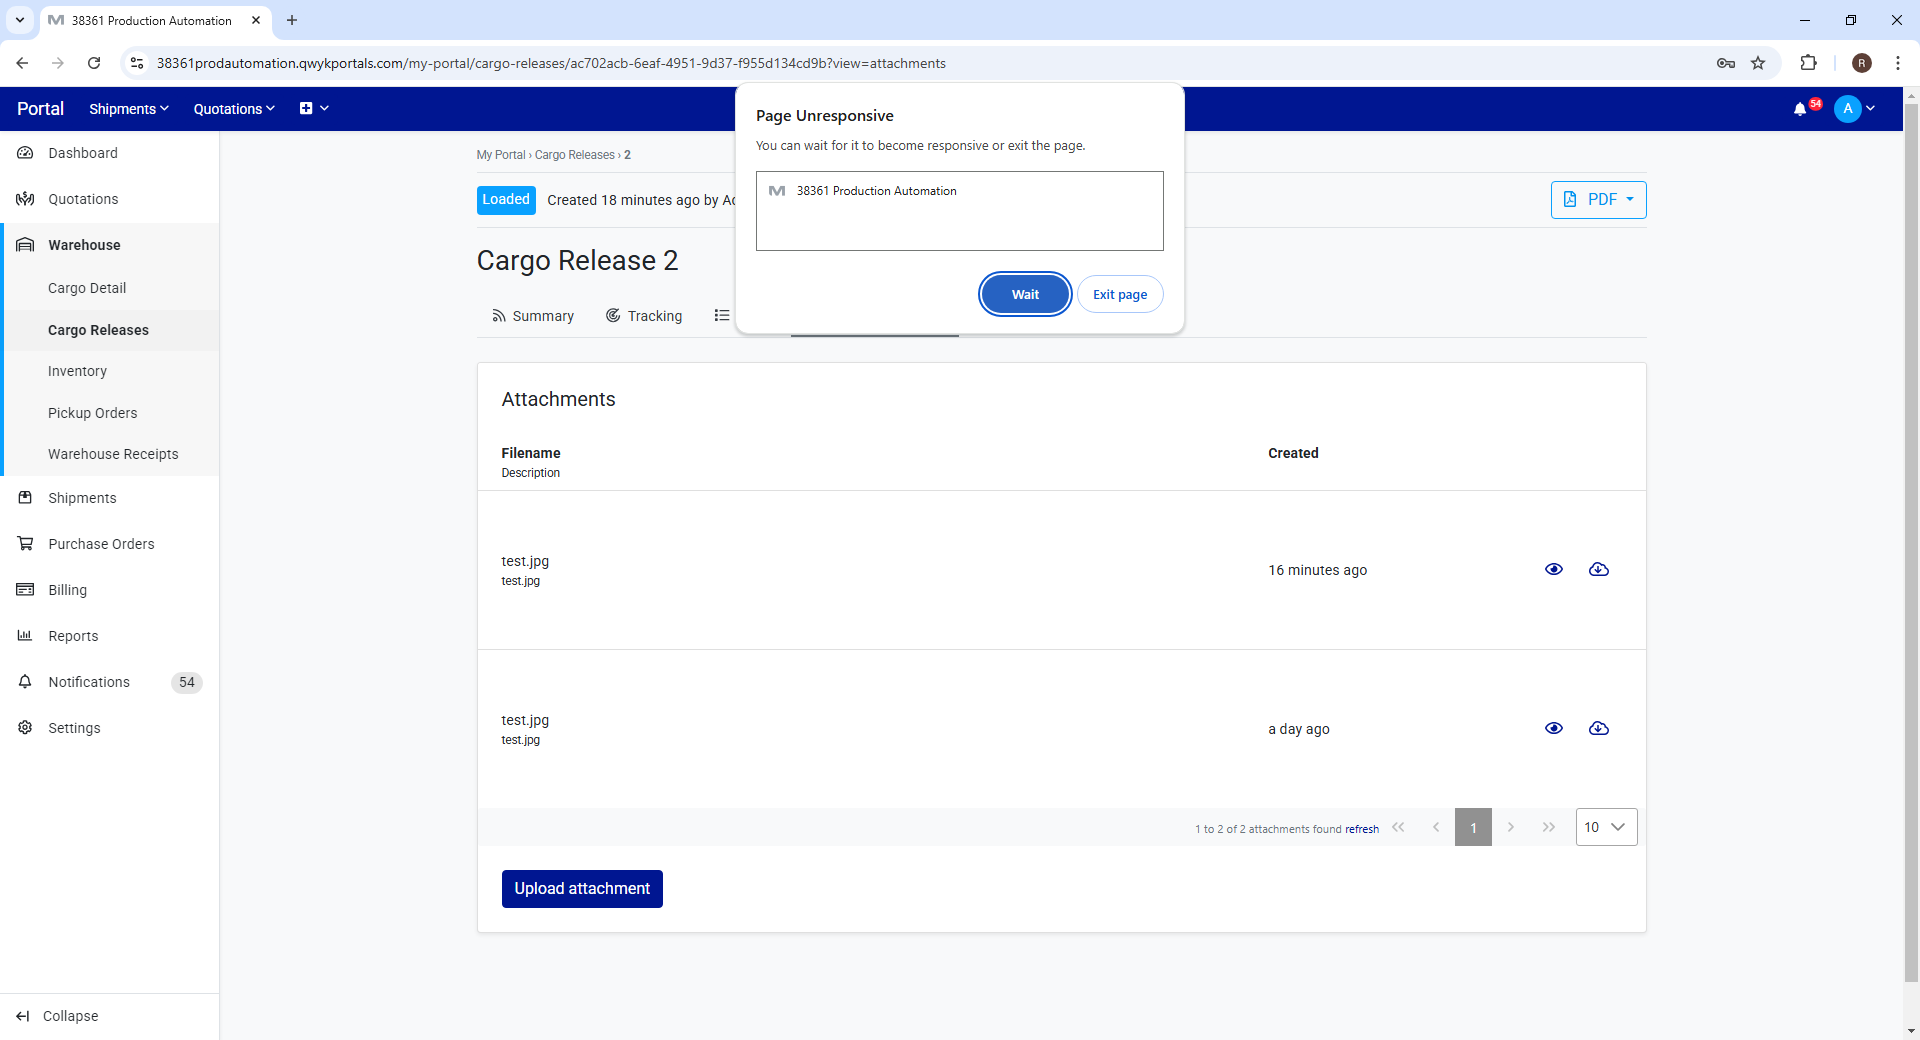 38361 Production Automation
38361prodautomation.qwykportals.com/my-portal/cargo-releases/ac702acb-6eaf-4951-9d37-f955d134cd9b?view=attachments
R
Portal
Shipments
Quotations
54
A
Page Unresponsive
You can wait for it to become responsive or exit the page.
38361 Production Automation
Wait
Exit page
Dashboard
Quotations
Warehouse
Cargo Detail
Cargo Releases
Inventory
Pickup Orders
Warehouse Receipts
Shipments
Purchase Orders
Billing
Reports
Notifications 54
Settings
Collapse
My Portal › Cargo Releases › 2
Loaded Created 18 minutes ago by
PDF
Cargo Release 2
Summary Tracking
Attachments
Filename Created
Description
test.jpg
test.jpg
16 minutes ago
test.jpg
test.jpg
a day ago
1 to 2 of 2 attachments found refresh 1 10
Upload attachment